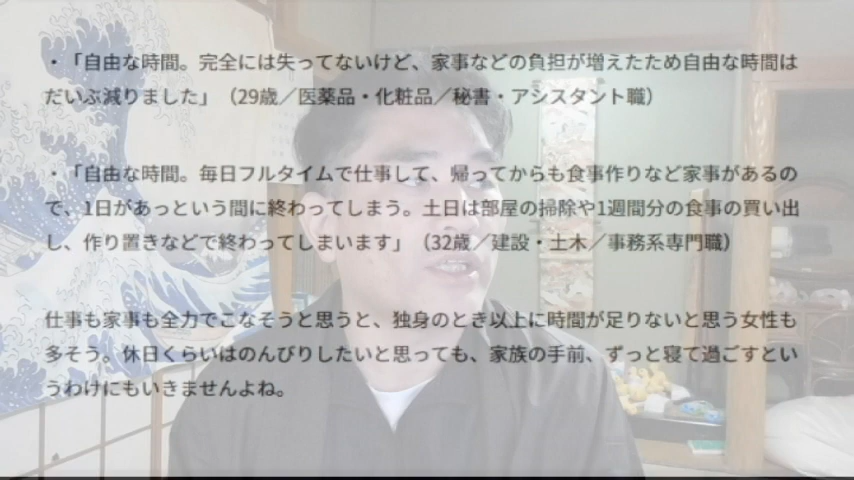 ・「自由な時間。完全には失ってないけど、家事などの負担が増えたため自由な時間は
だいぶ減りました」（29歳／医薬品・化粧品／秘書・アシスタント職）
・「自由な時間。毎日フルタイムで仕事して、帰ってからも食事作りなど家事があるの
で、1日があっという間に終わってしまう。土日は部屋の掃除や1週間分の食事の買い出
し、作り置きなどで終わってしまいます」（32歳／建設・土木／事務系専門職）
仕事も家事も全力でこなそうと思うと、独身のとき以上に時間が足りないと思う女性も
多そう。休日くらいはのんびりしたいと思っても、家族の手前、ずっと寝て過ごすとい
うわけにもいきませんよね。